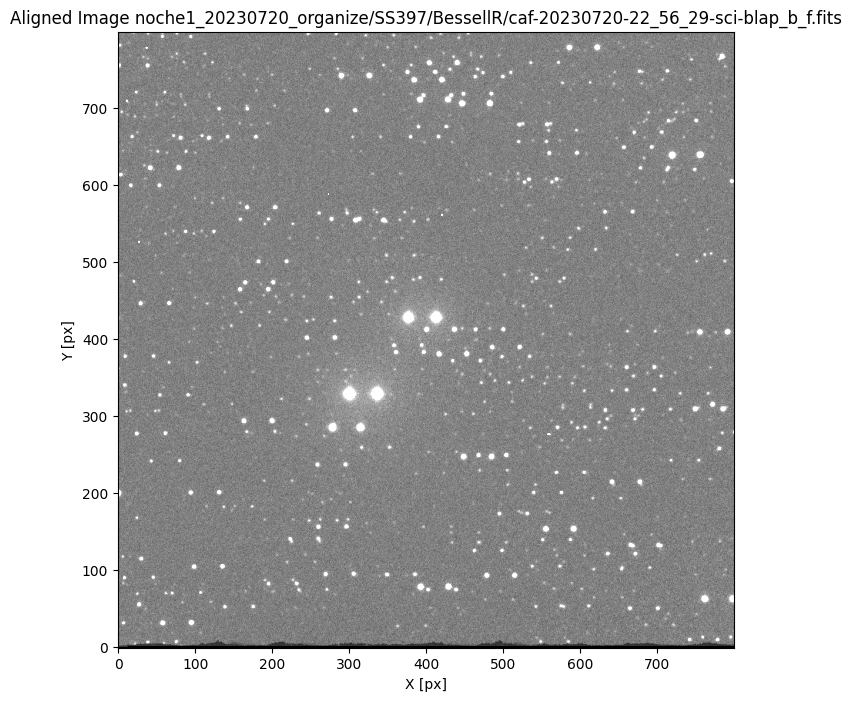 Aligned Image noche1_20230720_organize/SS397/BessellR/caf-20230720-22_56_29-sci-blap_b_f.fits
700
600
500
400
300
200
100
0
Y [px]
0 100 200 300 400 500 600 700
X [px]